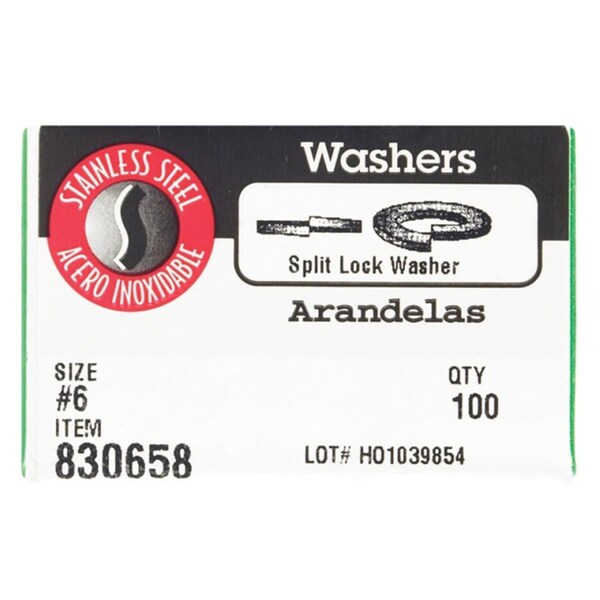 STAINLESS STEEL
ACERO INOXIDABLE
Washers
Split Lock Washer
Arandelas
SIZE
#6
QTY
100
ITEM
830658
LOT# HO1039854